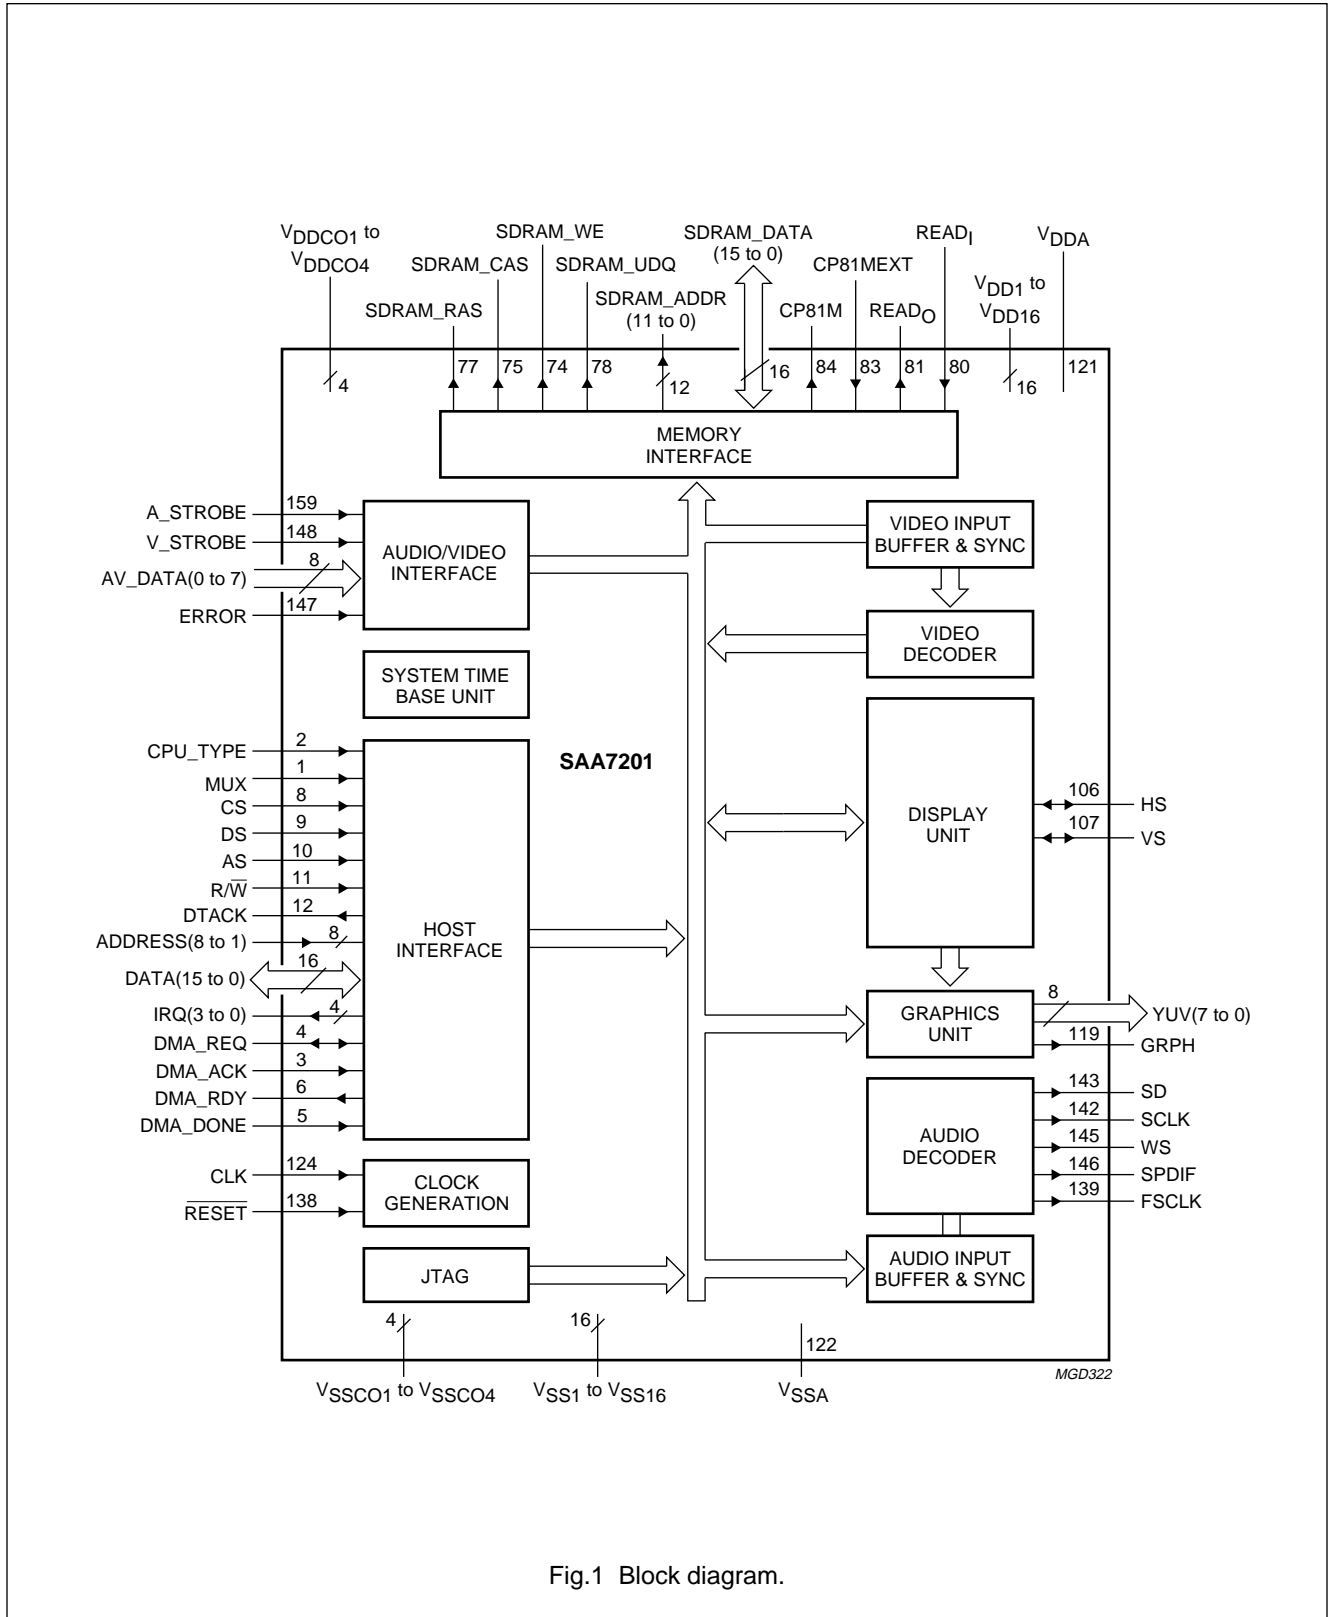 VDDCO1 to
VDDCO4
SDRAM_RAS
SDRAM_CAS
SDRAM_WE
SDRAM_UDQ
SDRAM_ADDR
(11 to 0)
SDRAM_DATA
(15 to 0)
CP81M
CP81MEXT
READO
READI
VDD1 to
VDD16
VDDA
4
77
75
74
78
12
16
84
83
81
80
16
121
MEMORY
INTERFACE
A_STROBE
159
V_STROBE
148
AV_DATA(0 to 7)
8
ERROR
147
AUDIO/VIDEO
INTERFACE
VIDEO INPUT
BUFFER & SYNC
VIDEO
DECODER
SYSTEM TIME
BASE UNIT
SAA7201
CPU_TYPE
2
MUX
1
CS
8
DS
9
AS
10
R/W̅
11
DTACK
12
ADDRESS(8 to 1)
8
DATA(15 to 0)
16
IRQ(3 to 0)
4
DMA_REQ
4
DMA_ACK
3
DMA_RDY
6
DMA_DONE
5
HOST
INTERFACE
DISPLAY
UNIT
106
HS
107
VS
GRAPHICS
UNIT
8
YUV(7 to 0)
119
GRPH
AUDIO
DECODER
143
SD
142
SCLK
145
WS
146
SPDIF
139
FSCLK
CLK
124
R̅E̅S̅E̅T̅
138
CLOCK
GENERATION
JTAG
AUDIO INPUT
BUFFER & SYNC
4
16
122
VSSCO1 to VSSCO4
VSS1 to VSS16
VSSA
MGD322
Fig.1 Block diagram.